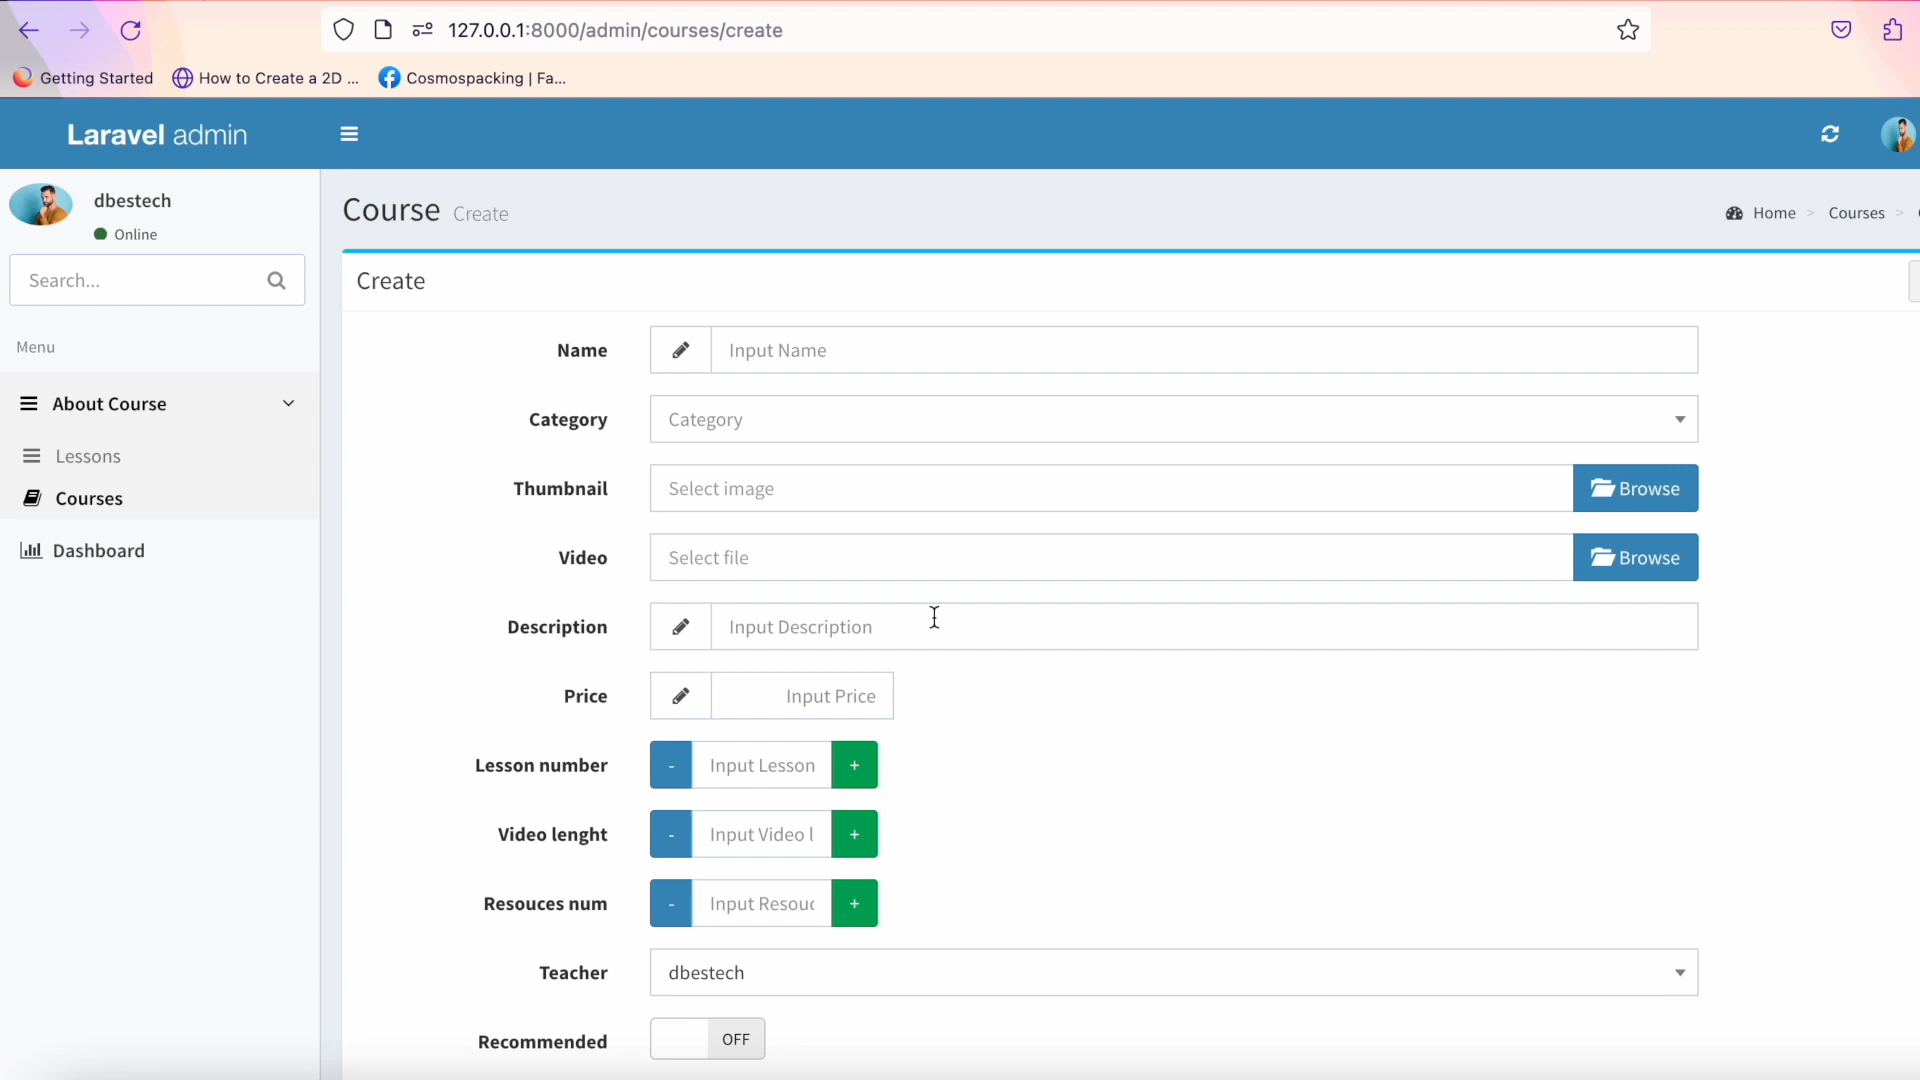 127.0.0.1:8000/admin/courses/create
Getting Started
How to Create a 2D ...
Cosmospacking | Fa...
Laravel admin
dbestech
Online
Search...
Menu
About Course
Lessons
Courses
Dashboard
Course Create
Home > Courses >
Create
Name Input Name
Category Category
Thumbnail Select image Browse
Video Select file Browse
Description Input Description
Price Input Price
Lesson number - Input Lesson +
Video lenght - Input Video l +
Resouces num - Input Resouc +
Teacher dbestech
Recommended OFF